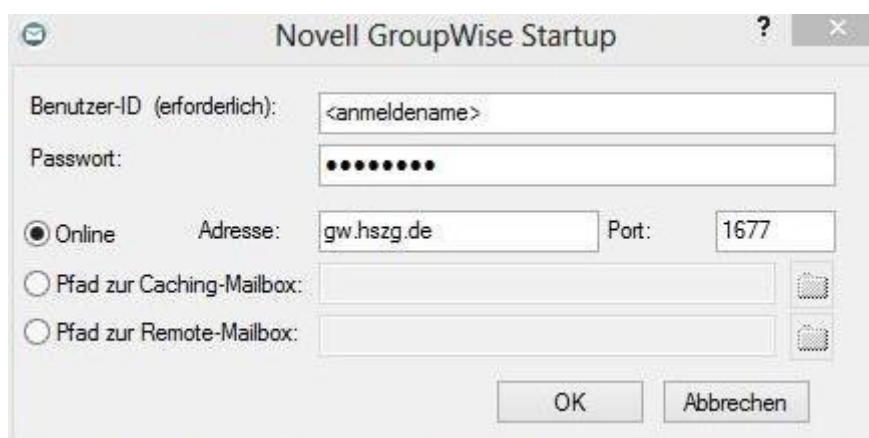 Novell GroupWise Startup ?
Benutzer-ID (erforderlich): <anmeldename>
Passwort: ●●●●●●●●
Online Adresse: gw.hszg.de Port: 1677
Pfad zur Caching-Mailbox:
Pfad zur Remote-Mailbox:
OK Abbrechen